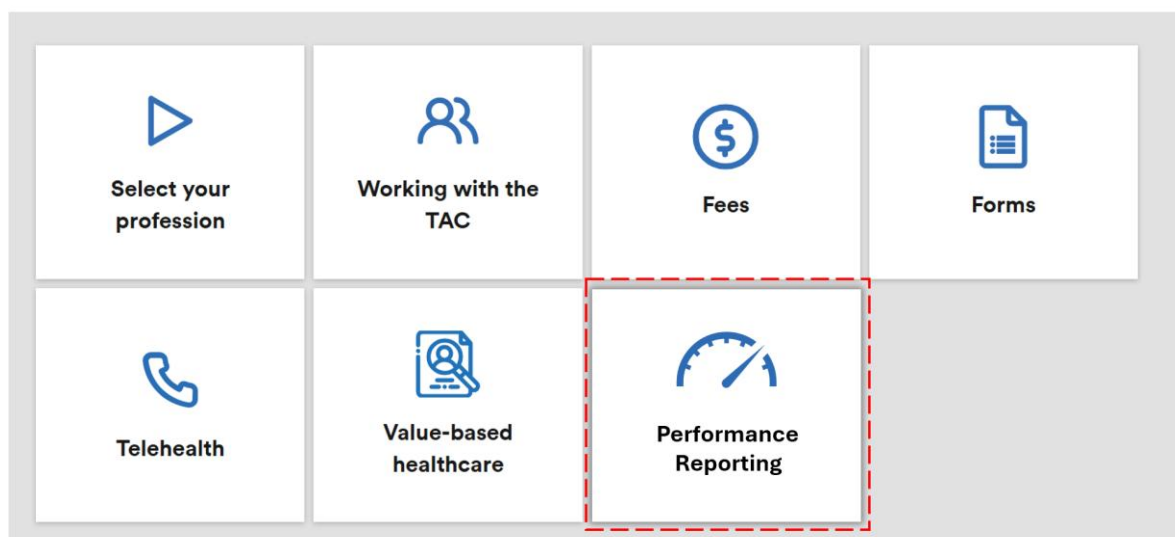 Select your
profession
Working with the
TAC
Fees
Forms
Telehealth
Value-based
healthcare
Performance
Reporting